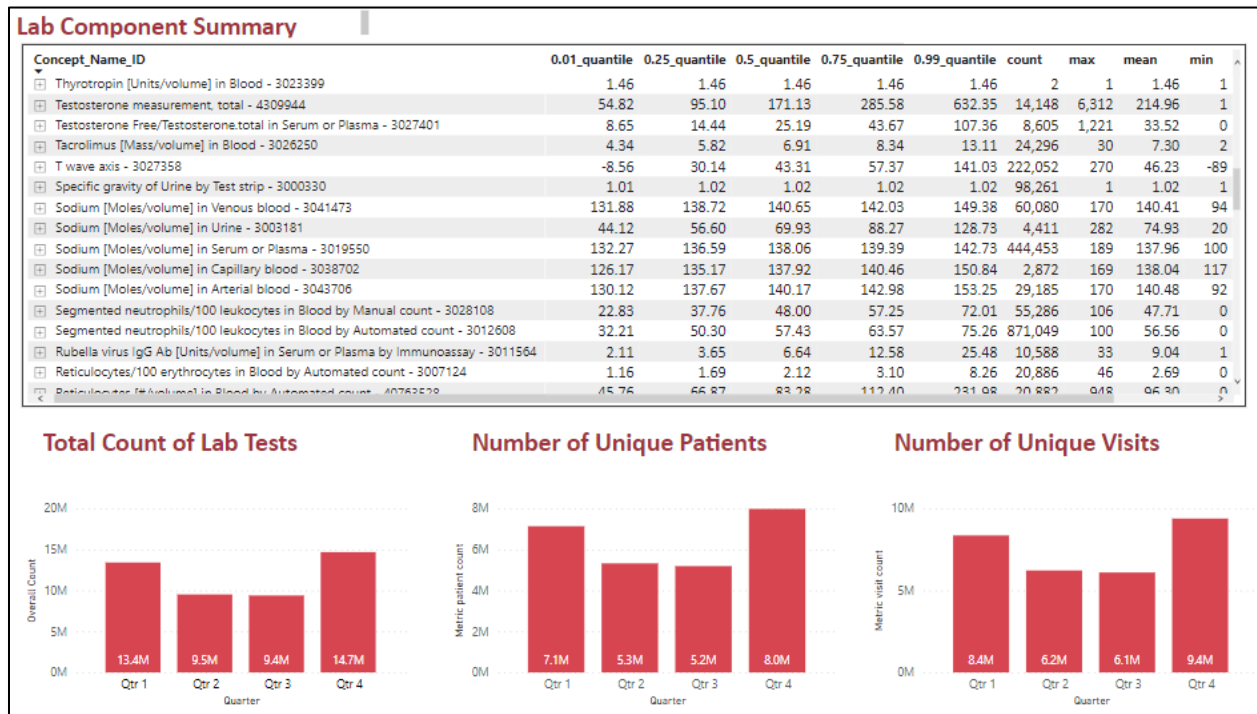 Lab Component Summary
Concept_Name_ID 0.01_quantile 0.25_quantile 0.5_quantile 0.75_quantile 0.99_quantile count max mean min
Thyrotropin [Units/volume] in Blood - 3023399 1.46 1.46 1.46 1.46 1.46 2 1 1.46 1
Testosterone measurement, total - 4309944 54.82 95.10 171.13 285.58 632.35 14,148 6,312 214.96 1
Testosterone Free/Testosterone.total in Serum or Plasma - 3027401 8.65 14.44 25.19 43.67 107.36 8,605 1,221 33.52 0
Tacrolimus [Mass/volume] in Blood - 3026250 4.34 5.82 6.91 8.34 13.11 24,296 30 7.30 2
T wave axis - 3027358 -8.56 30.14 43.31 57.37 141.03 222,052 270 46.23 -89
Specific gravity of Urine by Test strip - 3000330 1.01 1.02 1.02 1.02 1.02 98,261 1 1.02 1
Sodium [Moles/volume] in Venous blood - 3041473 131.88 138.72 140.65 142.03 149.38 60,080 170 140.41 94
Sodium [Moles/volume] in Urine - 3003181 44.12 56.60 69.93 88.27 128.73 4,411 282 74.93 20
Sodium [Moles/volume] in Serum or Plasma - 3019550 132.27 136.59 138.06 139.39 142.73 444,453 189 137.96 100
Sodium [Moles/volume] in Capillary blood - 3038702 126.17 135.17 137.92 140.46 150.84 2,872 169 138.04 117
Sodium [Moles/volume] in Arterial blood - 3043706 130.12 137.67 140.17 142.98 153.25 29,185 170 140.48 92
Segmented neutrophils/100 leukocytes in Blood by Manual count - 3028108 22.83 37.76 48.00 57.25 72.01 55,286 106 47.71 0
Segmented neutrophils/100 leukocytes in Blood by Automated count - 3012608 32.21 50.30 57.43 63.57 75.26 871,049 100 56.56 0
Rubella virus IgG Ab [Units/volume] in Serum or Plasma by Immunoassay - 3011564 2.11 3.65 6.64 12.58 25.48 10,588 33 9.04 1
Reticulocytes/100 erythrocytes in Blood by Automated count - 3007124 1.16 1.69 2.12 3.10 8.26 20,886 46 2.69 0
Reticulocytes [#/volume] in Blood by Automated count - 40763528 45.76 66.87 83.28 112.40 231.98 20,882 948 96.30 0
Total Count of Lab Tests
Number of Unique Patients
Number of Unique Visits
Overall Count
20M
15M
10M
5M
0M
13.4M 9.5M 9.4M 14.7M
Qtr 1 Qtr 2 Qtr 3 Qtr 4
Quarter
Metric patient count
8M
6M
4M
2M
0M
7.1M 5.3M 5.2M 8.0M
Qtr 1 Qtr 2 Qtr 3 Qtr 4
Quarter
Metric visit count
10M
5M
0M
8.4M 6.2M 6.1M 9.4M
Qtr 1 Qtr 2 Qtr 3 Qtr 4
Quarter